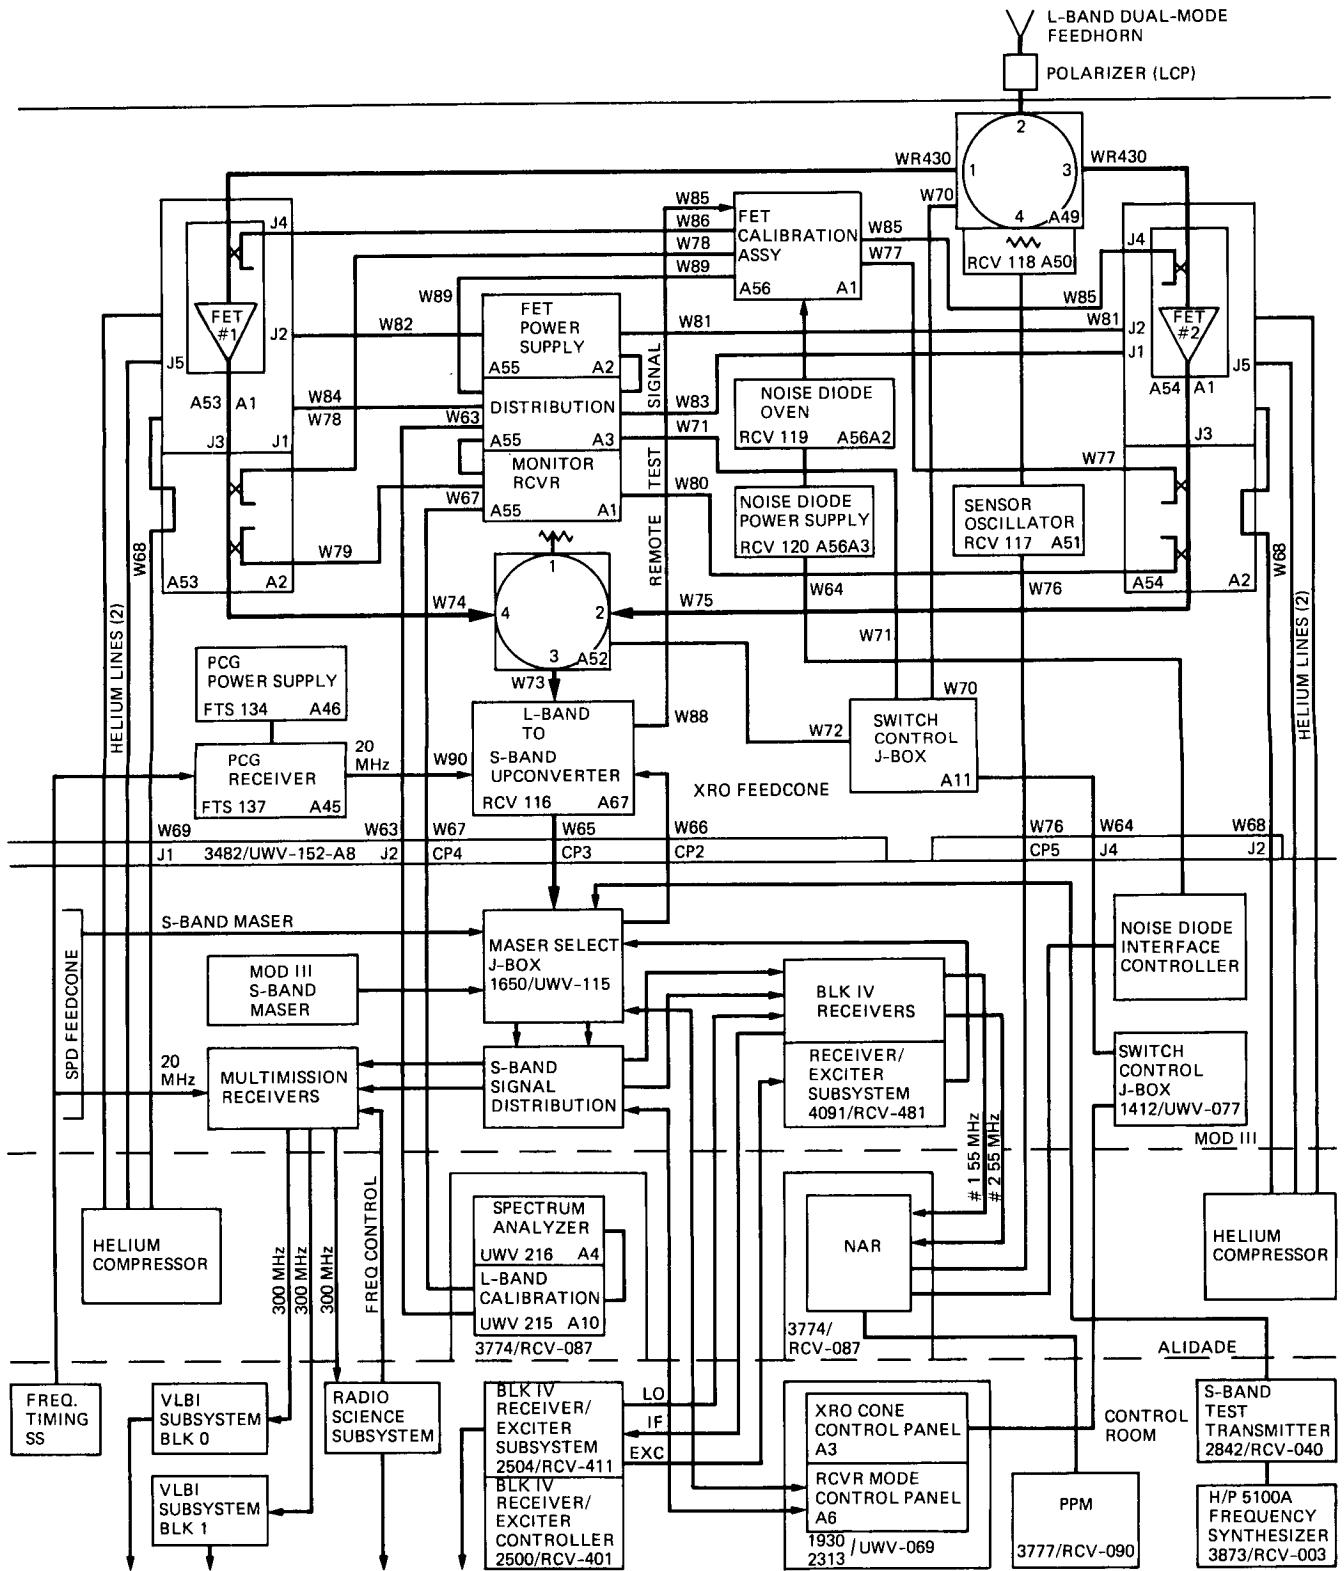 L-BAND DUAL-MODE
FEEDHORN
POLARIZER (LCP)
2
WR430
1
3
WR430
W70
4
A49
RCV 118 A50
W85
W86
W78
W89
FET
CALIBRATION
ASSY
A56
A1
W85
W77
J4
FET
#1
J2
J5
A53
A1
J3
J1
A53
A2
W89
W82
FET
POWER
SUPPLY
A55
A2
W81
W84
W78
W63
DISTRIBUTION
A55
A3
W83
W71
MONITOR
RCVR
A55
A1
W67
W80
REMOTE TEST SIGNAL
NOISE DIODE
OVEN
RCV 119
A56A2
NOISE DIODE
POWER SUPPLY
RCV 120 A56A3
SENSOR
OSCILLATOR
RCV 117
A51
J4
W85
W81
J2
J1
FET
#2
A54
A1
J5
J3
W77
A54
A2
W68
W68
W79
W74
1
4
2
3
A52
W75
W64
W76
W71
HELIUM LINES (2)
HELIUM LINES (2)
PCG
POWER SUPPLY
FTS 134
A46
PCG
RECEIVER
FTS 137
A45
20
MHz
W90
W73
L-BAND
TO
S-BAND
UPCONVERTER
RCV 116
A67
W88
W72
W70
SWITCH
CONTROL
J-BOX
A11
XRO FEEDCONE
W69
W63
W67
W65
W66
W76
W64
W68
J1
3482/UWV-152-A8
J2
CP4
CP3
CP2
CP5
J4
J2
SPD FEEDCONE
S-BAND MASER
MASER SELECT
J-BOX
1650/UWV-115
MOD III
S-BAND
MASER
BLK IV
RECEIVERS
NOISE DIODE
INTERFACE
CONTROLLER
20
MHz
MULTIMISSION
RECEIVERS
S-BAND
SIGNAL
DISTRIBUTION
RECEIVER/
EXCITER
SUBSYSTEM
4091/RCV-481
SWITCH
CONTROL
J-BOX
1412/UWV-077
MOD III
# 1 55 MHz
# 2 55 MHz
HELIUM
COMPRESSOR
300 MHz
300 MHz
300 MHz
FREQ CONTROL
SPECTRUM
ANALYZER
UWV 216
A4
L-BAND
CALIBRATION
UWV 215
A10
3774/RCV-087
NAR
3774/
RCV-087
HELIUM
COMPRESSOR
ALIDADE
FREQ.
TIMING
SS
VLBI
SUBSYSTEM
BLK 0
RADIO
SCIENCE
SUBSYSTEM
BLK IV
RECEIVER/
EXCITER
SUBSYSTEM
2504/RCV-411
LO
IF
EXC
XRO CONE
CONTROL PANEL
A3
CONTROL
ROOM
S-BAND
TEST
TRANSMITTER
2842/RCV-040
VLBI
SUBSYSTEM
BLK 1
BLK IV
RECEIVER/
EXCITER
CONTROLLER
2500/RCV-401
RCVR MODE
CONTROL PANEL
A6
1930
2313 /UWV-069
PPM
3777/RCV-090
H/P 5100A
FREQUENCY
SYNTHESIZER
3873/RCV-003